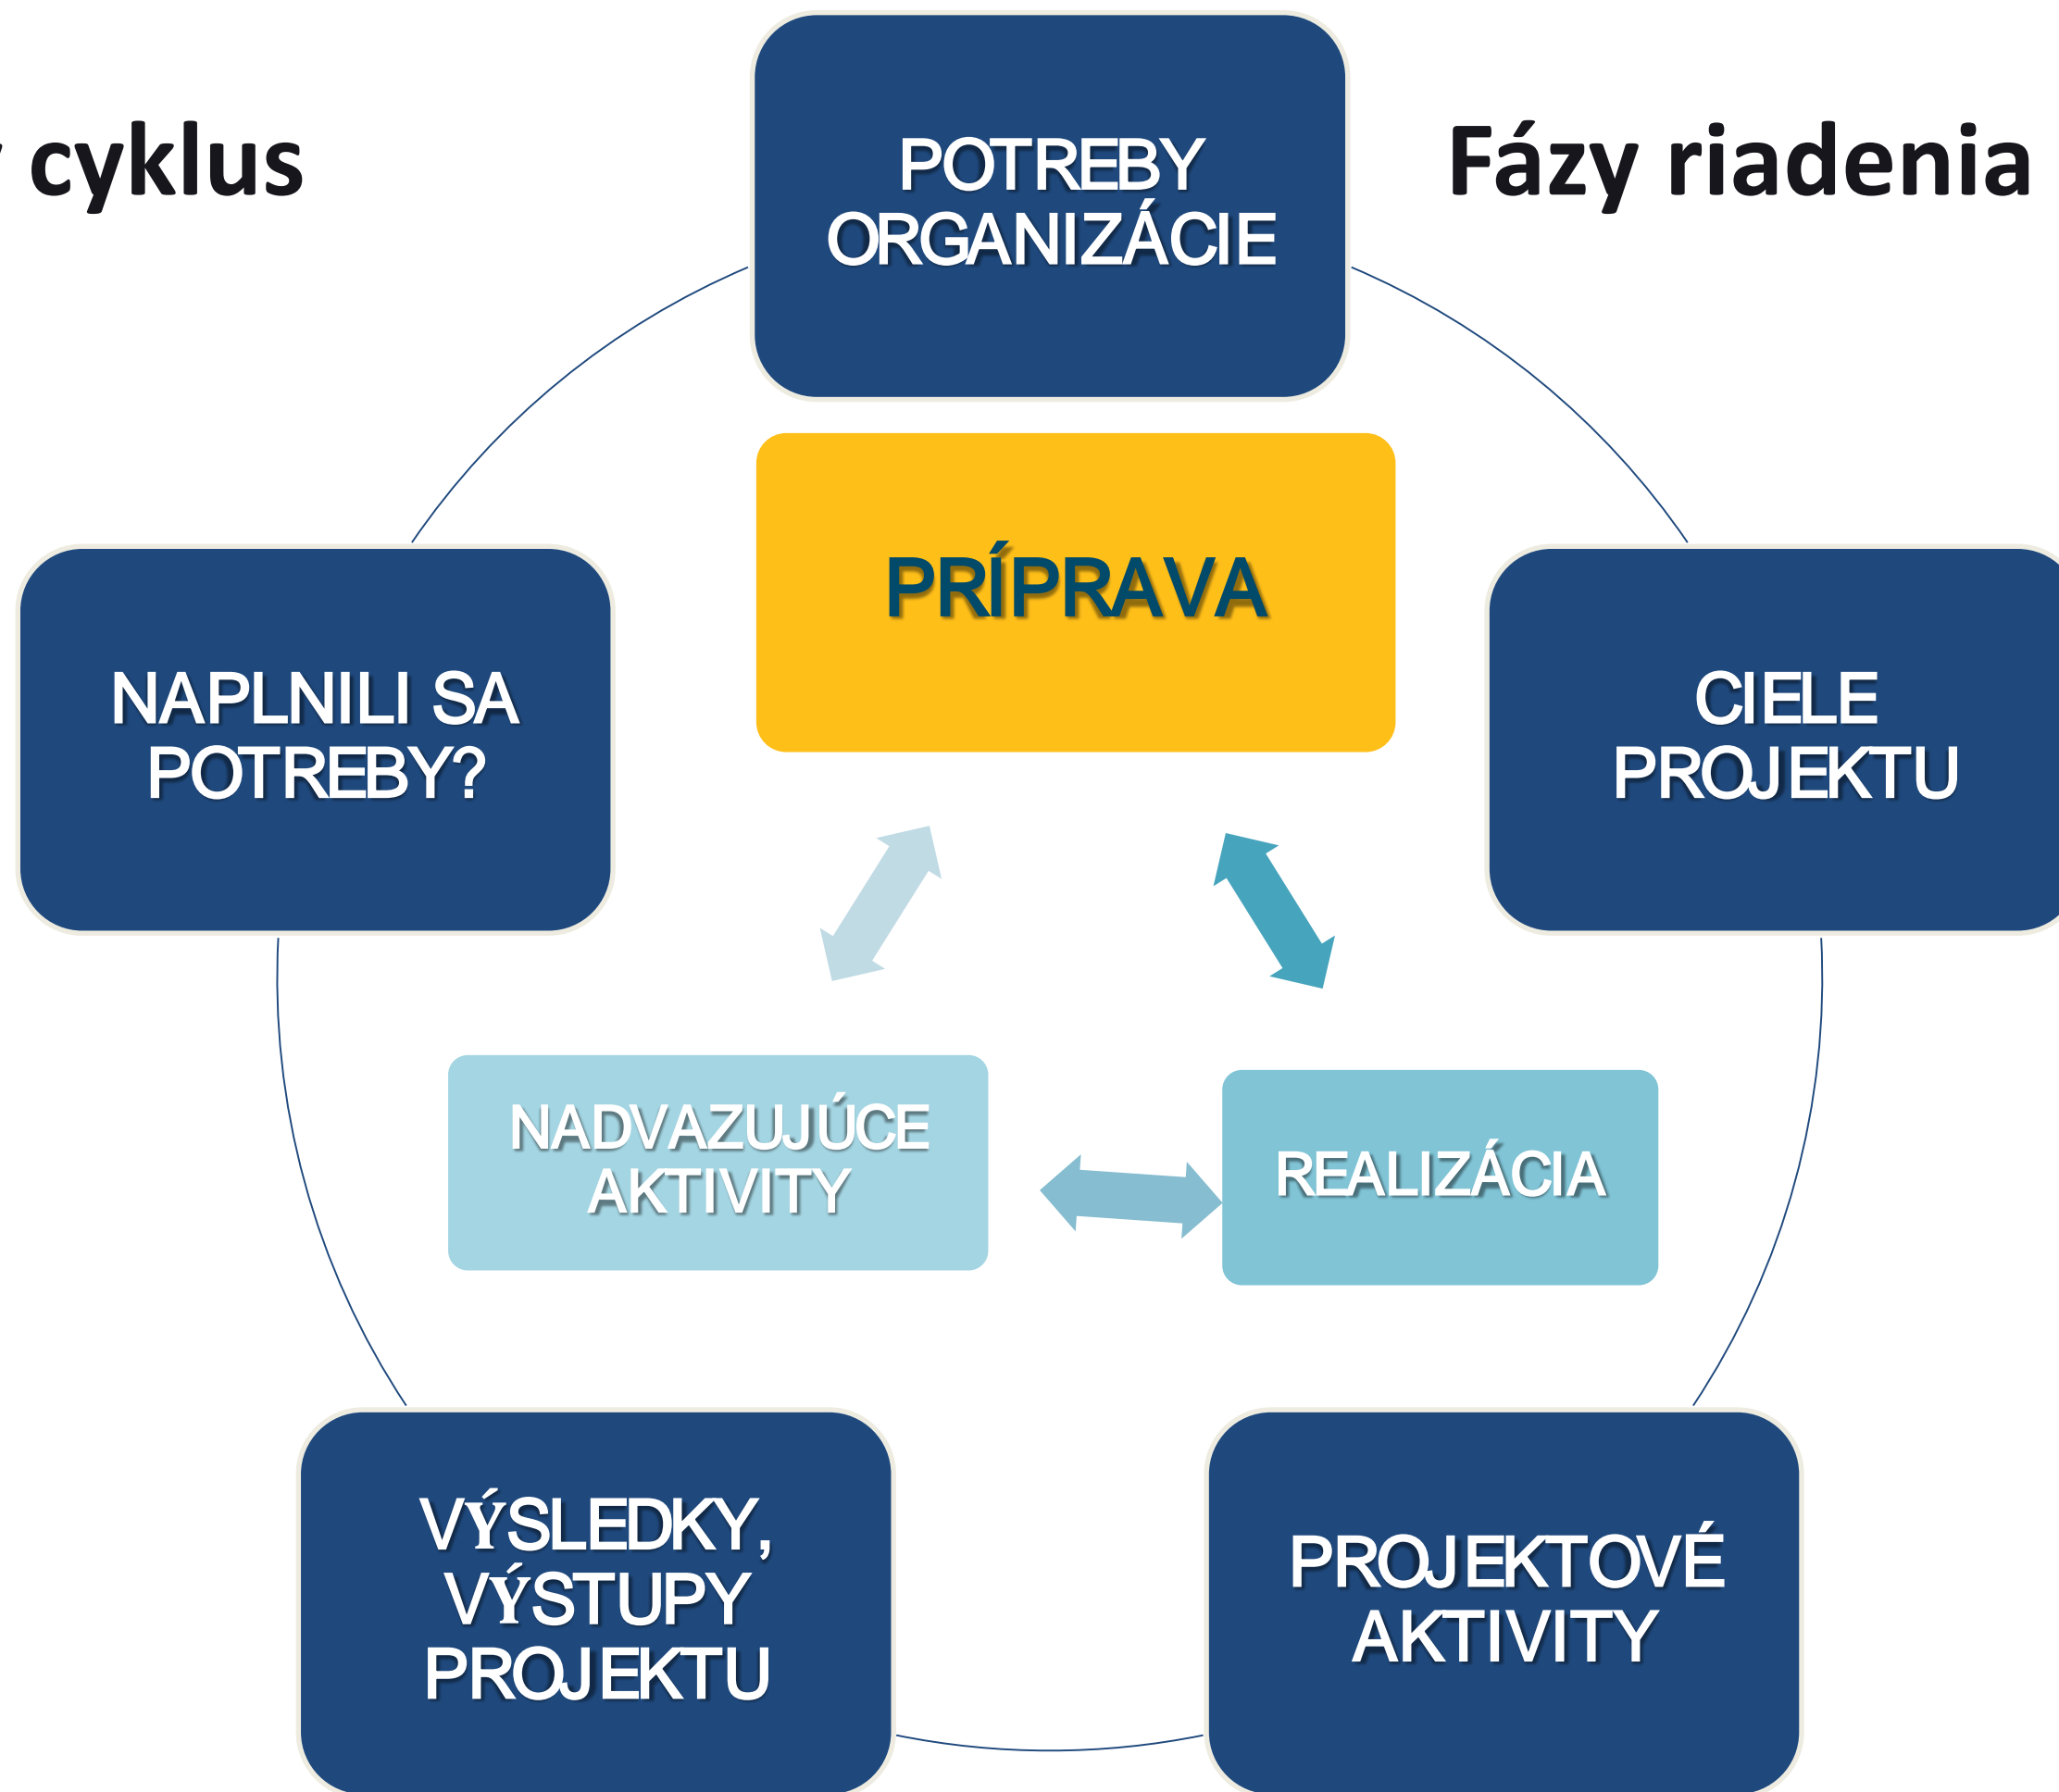 cyklus
Fázy riadenia
POTREBY
ORGANIZÁCIE
PRÍPRAVA
NAPLNILI SA
POTREBY?
CIELE
PROJEKTU
NADVAZUJÚCE
AKTIVITY
REALIZÁCIA
VÝSLEDKY,
VÝSTUPY
PROJEKTU
PROJEKTOVÉ
AKTIVITY